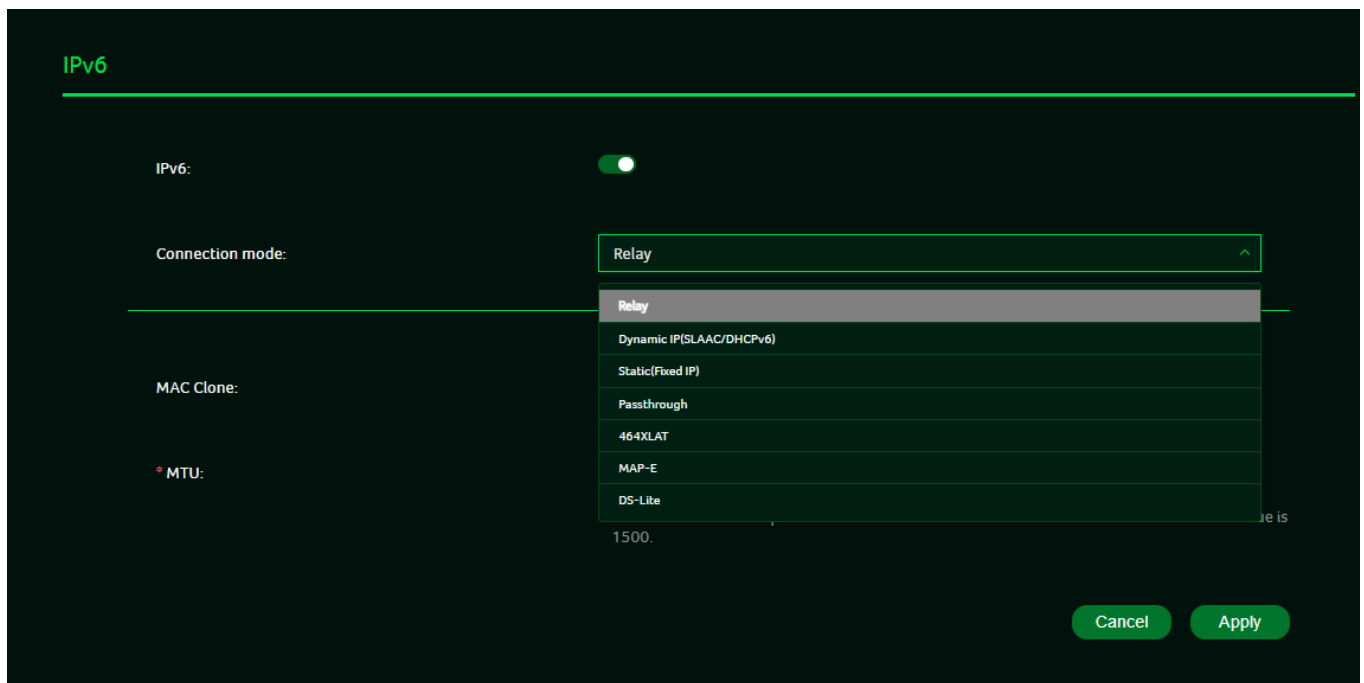 IPv6
IPv6:
Connection mode:
Relay
Relay
Dynamic IP(SLAAC/DHCPv6)
Static(Fixed IP)
Passthrough
464XLAT
MAP-E
DS-Lite
MAC Clone:
* MTU:
is
1500.
Cancel
Apply